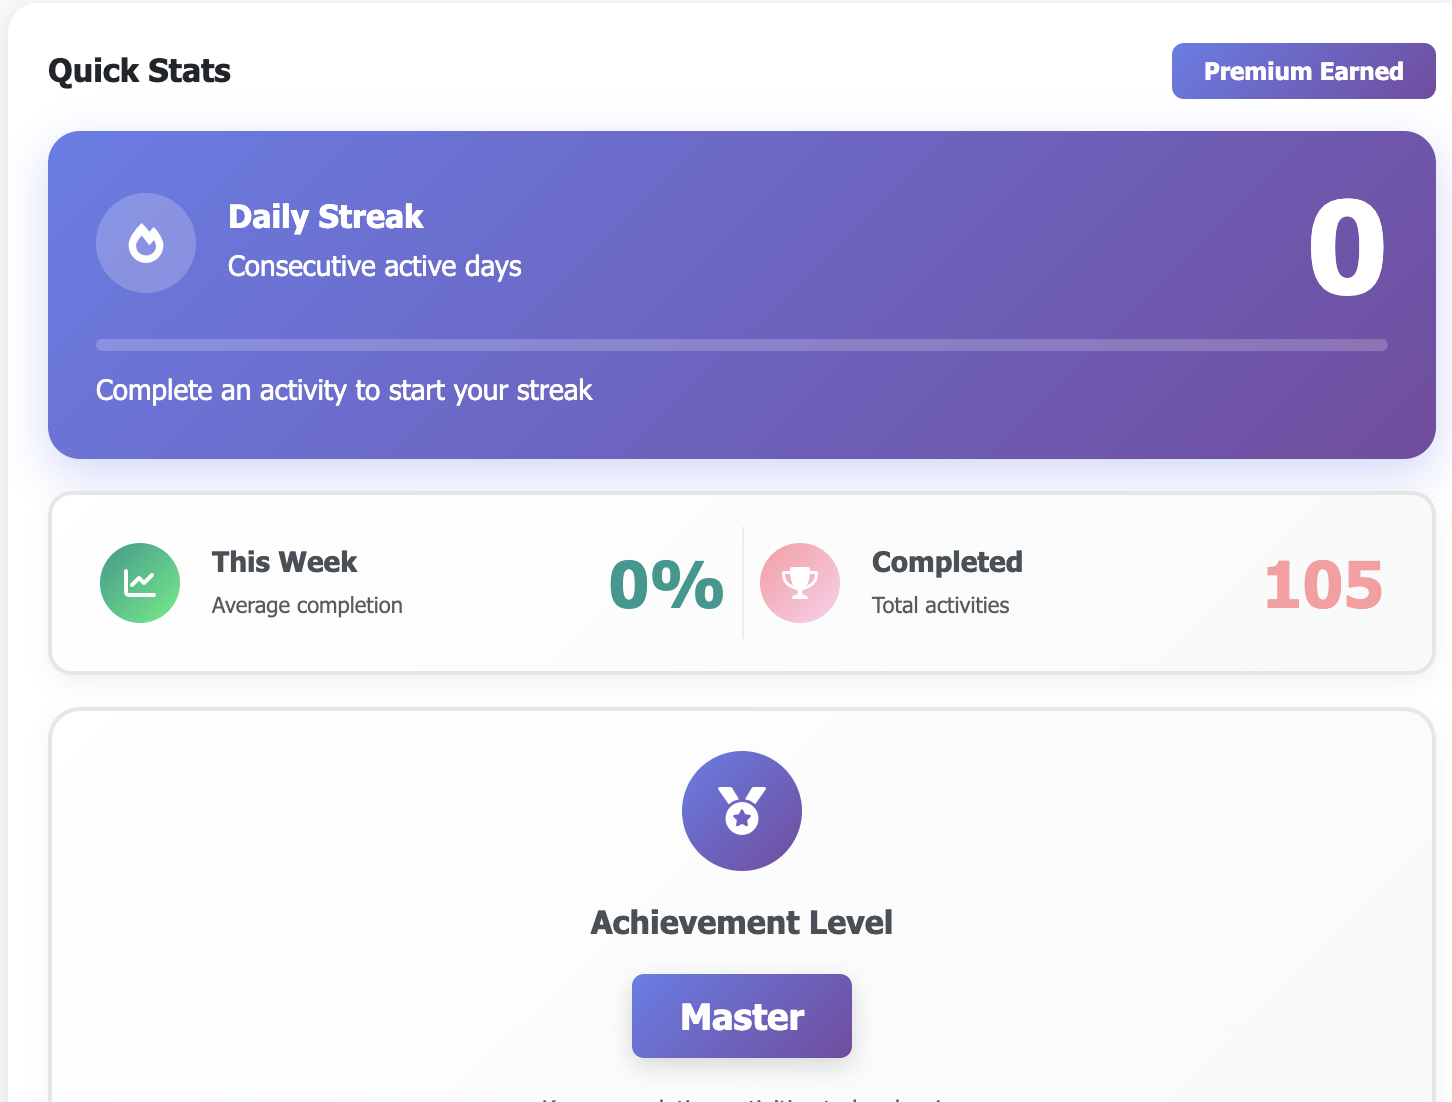 Quick Stats
Premium Earned
Daily Streak
Consecutive active days
0
Complete an activity to start your streak
This Week
Average completion
0%
Completed
Total activities
105
Achievement Level
Master